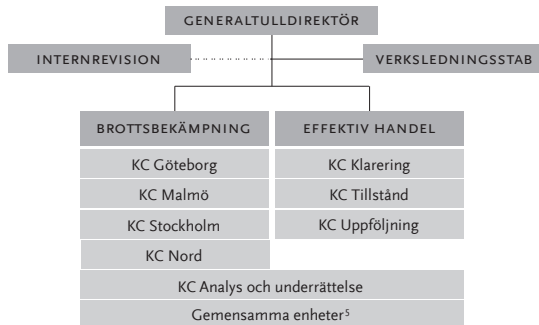 GENERALTULLDIREKTÖR
INTERNREVISION
VERKSLEDNINGSSTAB
BROTTSBEKÄMPNING
EFFEKTIV HANDEL
KC Göteborg
KC Klarering
KC Malmö
KC Tillstånd
KC Stockholm
KC Uppföljning
KC Nord
KC Analys och underrättelse
Gemensamma enheter⁵